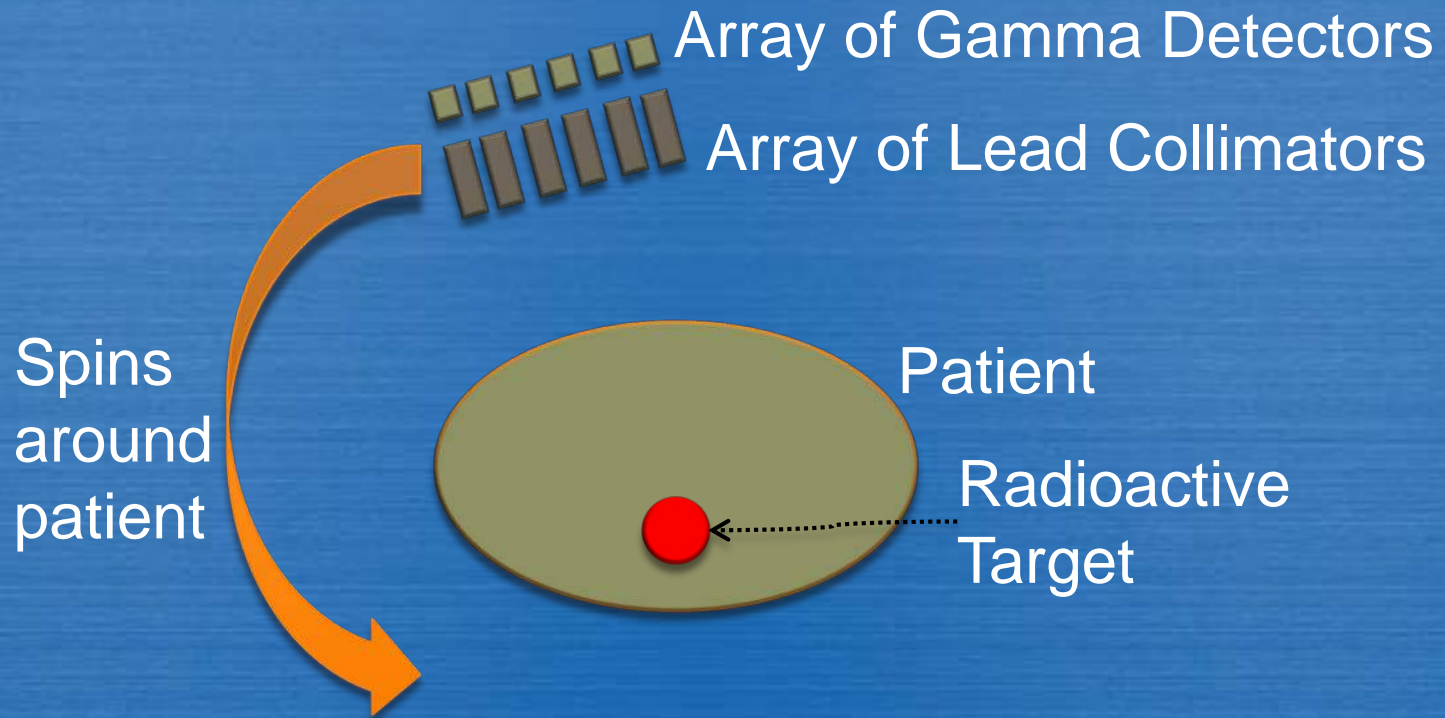 Array of Gamma Detectors
Array of Lead Collimators
Spins
around
patient
Patient
Radioactive
Target